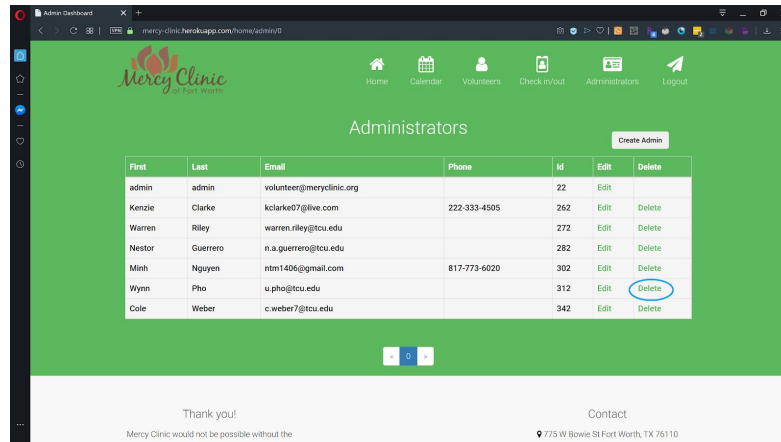 Admin Dashboard
VPN mercy-clinic.herokuapp.com/home/admin/0
Mercy Clinic
of Fort Worth
Home Calendar Volunteers Check in/out Administrators Logout
Administrators
Create Admin
First Last Email Phone Id Edit Delete
admin admin volunteer@meryclinic.org 22 Edit
Kenzie Clarke kclarke07@live.com 222-333-4505 262 Edit Delete
Warren Riley warren.riley@tcu.edu 272 Edit Delete
Nestor Guerrero n.a.guerrero@tcu.edu 282 Edit Delete
Minh Nguyen ntm1406@gmail.com 817-773-6020 302 Edit Delete
Wynn Pho u.pho@tcu.edu 312 Edit Delete
Cole Weber c.weber7@tcu.edu 342 Edit Delete
« 0 »
Thank you! Contact
Mercy Clinic would not be possible without the 775 W Bowie St Fort Worth, TX 76110